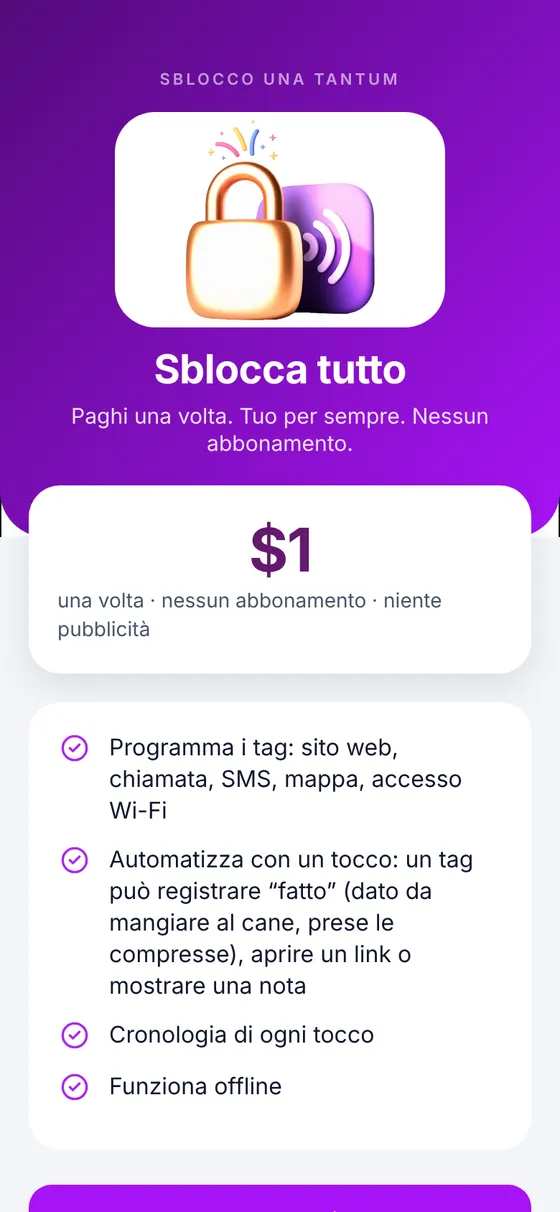 SBLOCCO UNA TANTUM
Sblocca tutto
Paghi una volta. Tuo per sempre. Nessun
abbonamento.
$1
una volta · nessun abbonamento · niente
pubblicità
Programma i tag: sito web,
chiamata, SMS, mappa, accesso
Wi-Fi
Automatizza con un tocco: un tag
può registrare “fatto” (dato da
mangiare al cane, prese le
compresse), aprire un link o
mostrare una nota
Cronologia di ogni tocco
Funziona offline